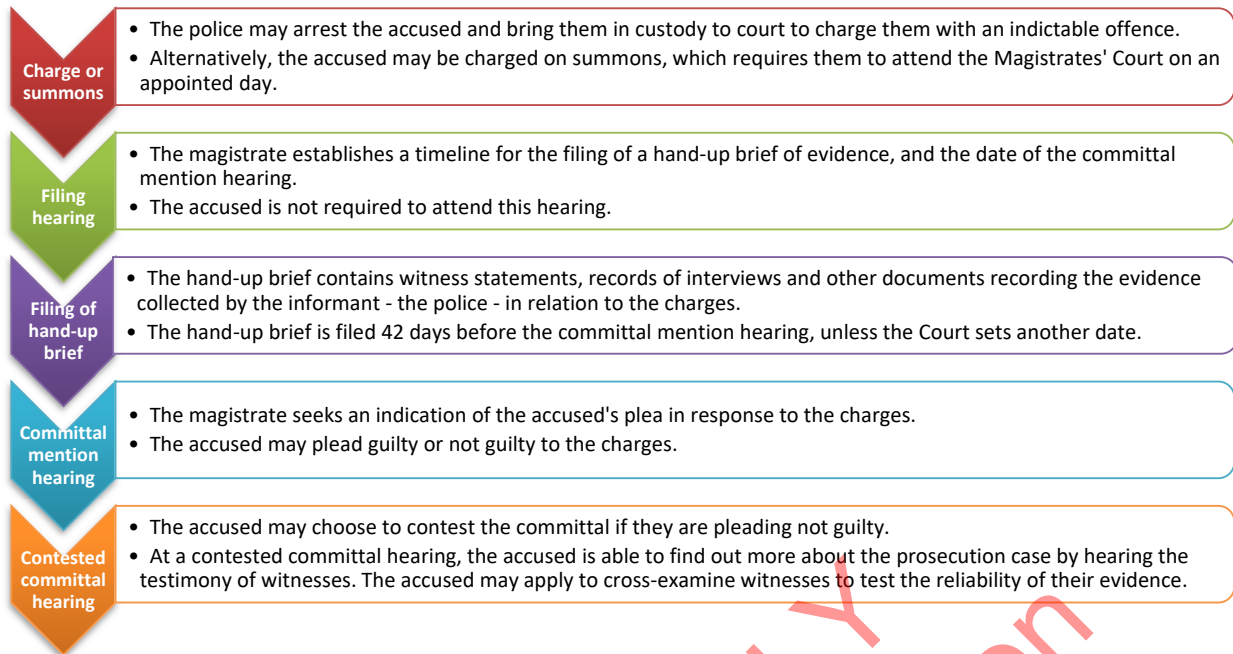 Charge or
summons
• The police may arrest the accused and bring them in custody to court to charge them with an indictable offence.
• Alternatively, the accused may be charged on summons, which requires them to attend the Magistrates' Court on an
appointed day.
Filing
hearing
• The magistrate establishes a timeline for the filing of a hand-up brief of evidence, and the date of the committal
mention hearing.
• The accused is not required to attend this hearing.
Filing of
hand-up
brief
• The hand-up brief contains witness statements, records of interviews and other documents recording the evidence
collected by the informant - the police - in relation to the charges.
• The hand-up brief is filed 42 days before the committal mention hearing, unless the Court sets another date.
Committal
mention
hearing
• The magistrate seeks an indication of the accused's plea in response to the charges.
• The accused may plead guilty or not guilty to the charges.
Contested
committal
hearing
• The accused may choose to contest the committal if they are pleading not guilty.
• At a contested committal hearing, the accused is able to find out more about the prosecution case by hearing the
testimony of witnesses. The accused may apply to cross-examine witnesses to test the reliability of their evidence.